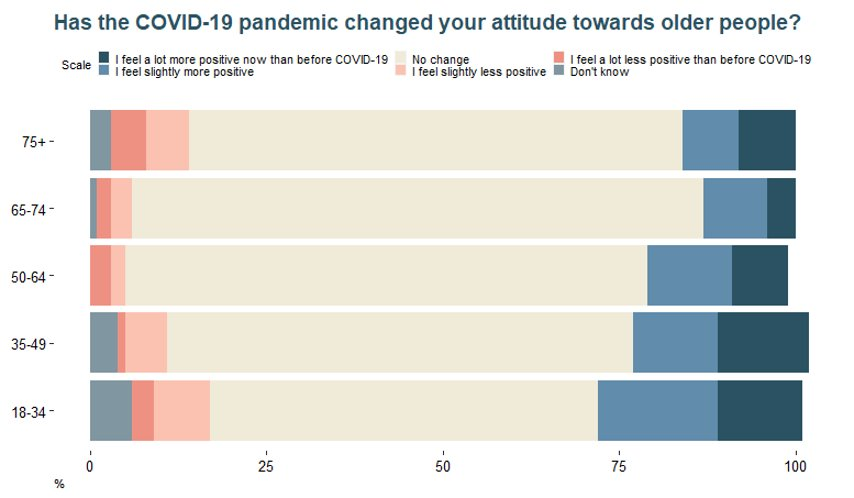 Has the COVID-19 pandemic changed your attitude towards older people?
Scale
I feel a lot more positive now than before COVID-19
No change
I feel a lot less positive than before COVID-19
I feel slightly more positive
I feel slightly less positive
Don't know
75+
65-74
50-64
35-49
18-34
0
25
50
75
100
%